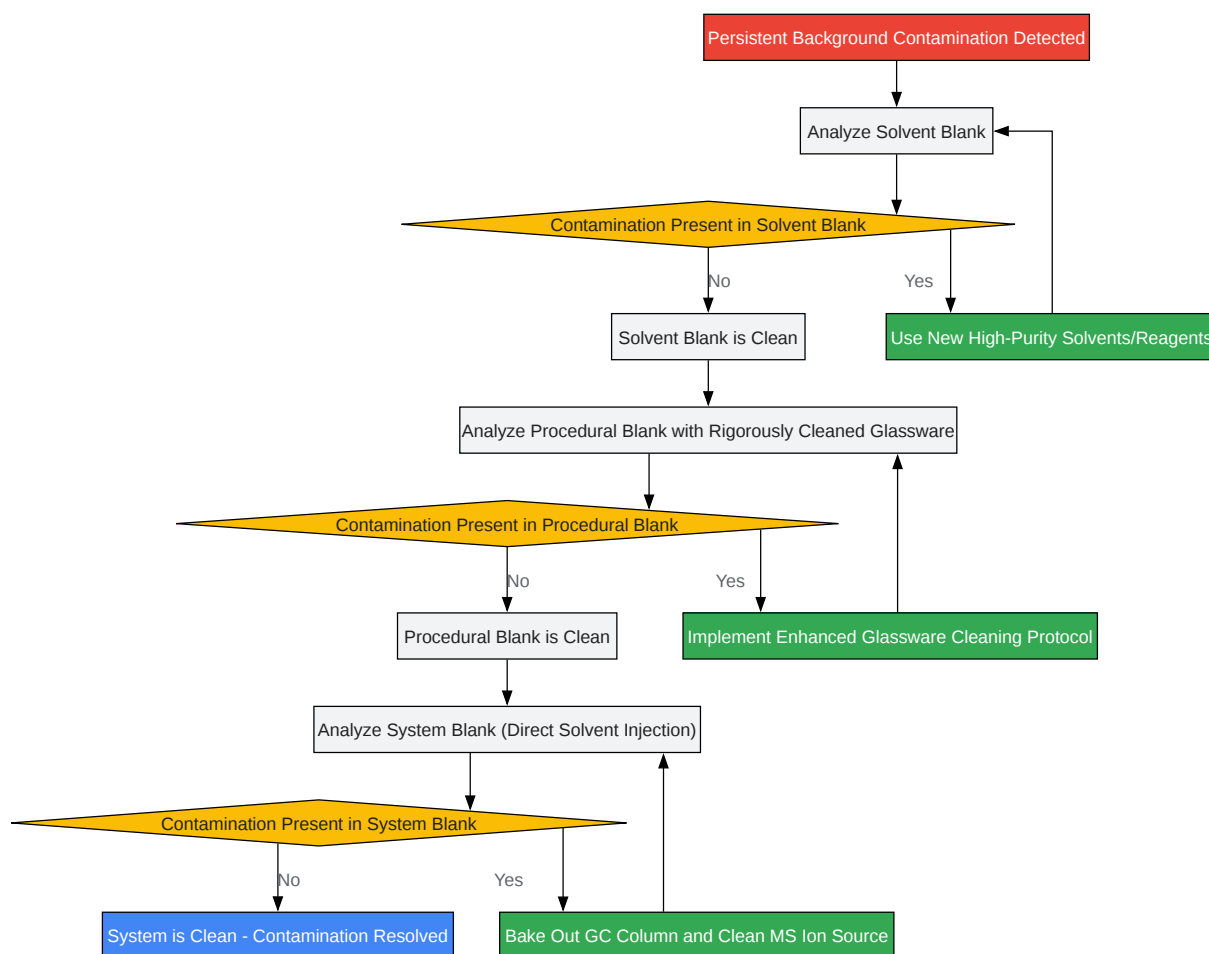 Persistent Background Contamination Detected
Analyze Solvent Blank
Contamination Present in Solvent Blank
No
Yes
Solvent Blank is Clean
Use New High-Purity Solvents/Reagents
Analyze Procedural Blank with Rigorously Cleaned Glassware
Contamination Present in Procedural Blank
No
Yes
Procedural Blank is Clean
Implement Enhanced Glassware Cleaning Protocol
Analyze System Blank (Direct Solvent Injection)
Contamination Present in System Blank
No
Yes
System is Clean - Contamination Resolved
Bake Out GC Column and Clean MS Ion Source